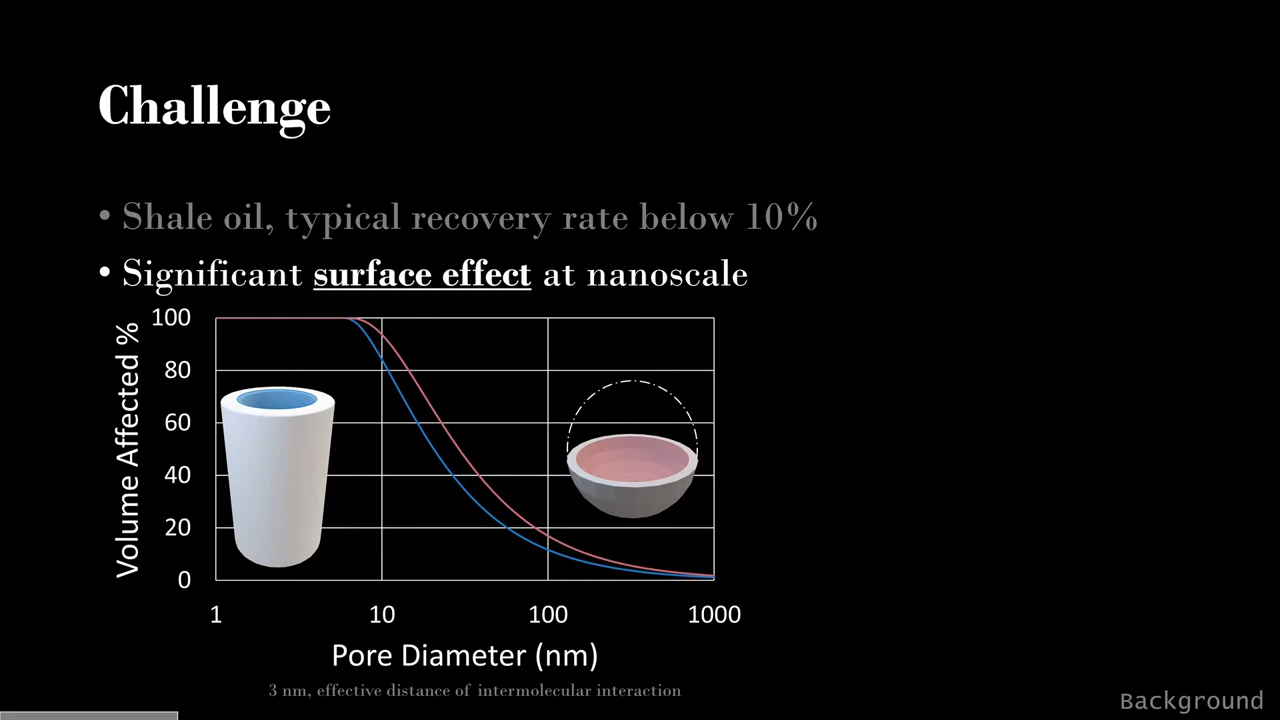 Challenge
• Shale oil, typical recovery rate below 10%
• Significant surface effect at nanoscale
Volume Affected %
100
80
60
40
20
0
1 10 100 1000
Pore Diameter (nm)
3 nm, effective distance of intermolecular interaction
Background